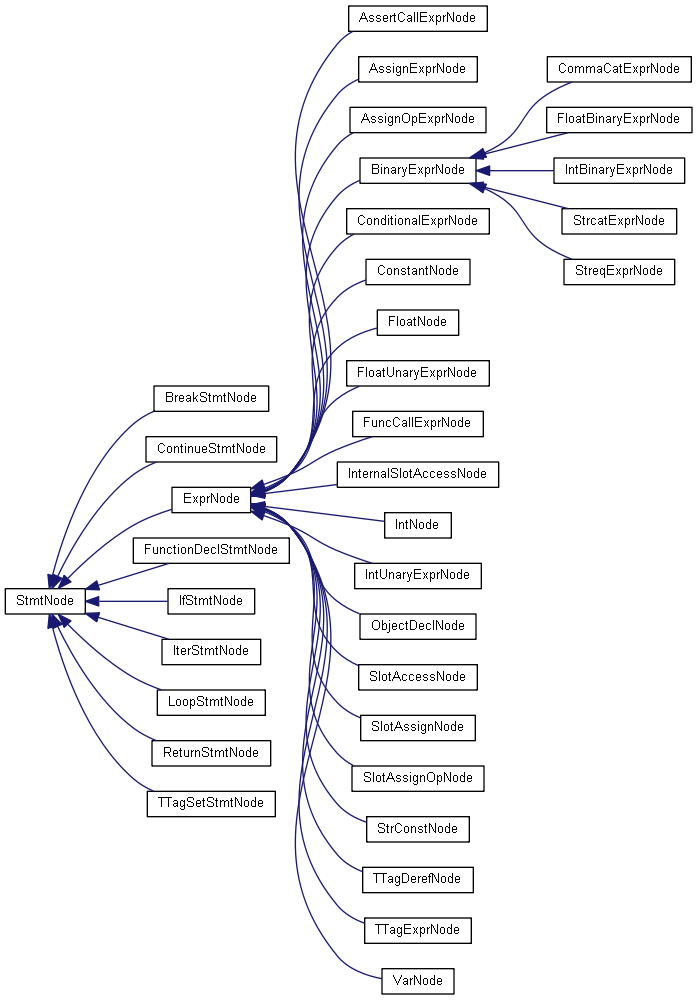 AssertCallExprNode
AssignExprNode
CommaCatExprNode
AssignOpExprNode
FloatBinaryExprNode
BinaryExprNode
IntBinaryExprNode
ConditionalExprNode
StrcatExprNode
ConstantNode
StreqExprNode
FloatNode
FloatUnaryExprNode
BreakStmtNode
FuncCallExprNode
ContinueStmtNode
InternalSlotAccessNode
ExprNode
IntNode
FunctionDeclStmtNode
IntUnaryExprNode
StmtNode
IfStmtNode
ObjectDeclNode
IterStmtNode
SlotAccessNode
LoopStmtNode
SlotAssignNode
ReturnStmtNode
SlotAssignOpNode
TTagSetStmtNode
StrConstNode
TTagDerefNode
TTagExprNode
VarNode